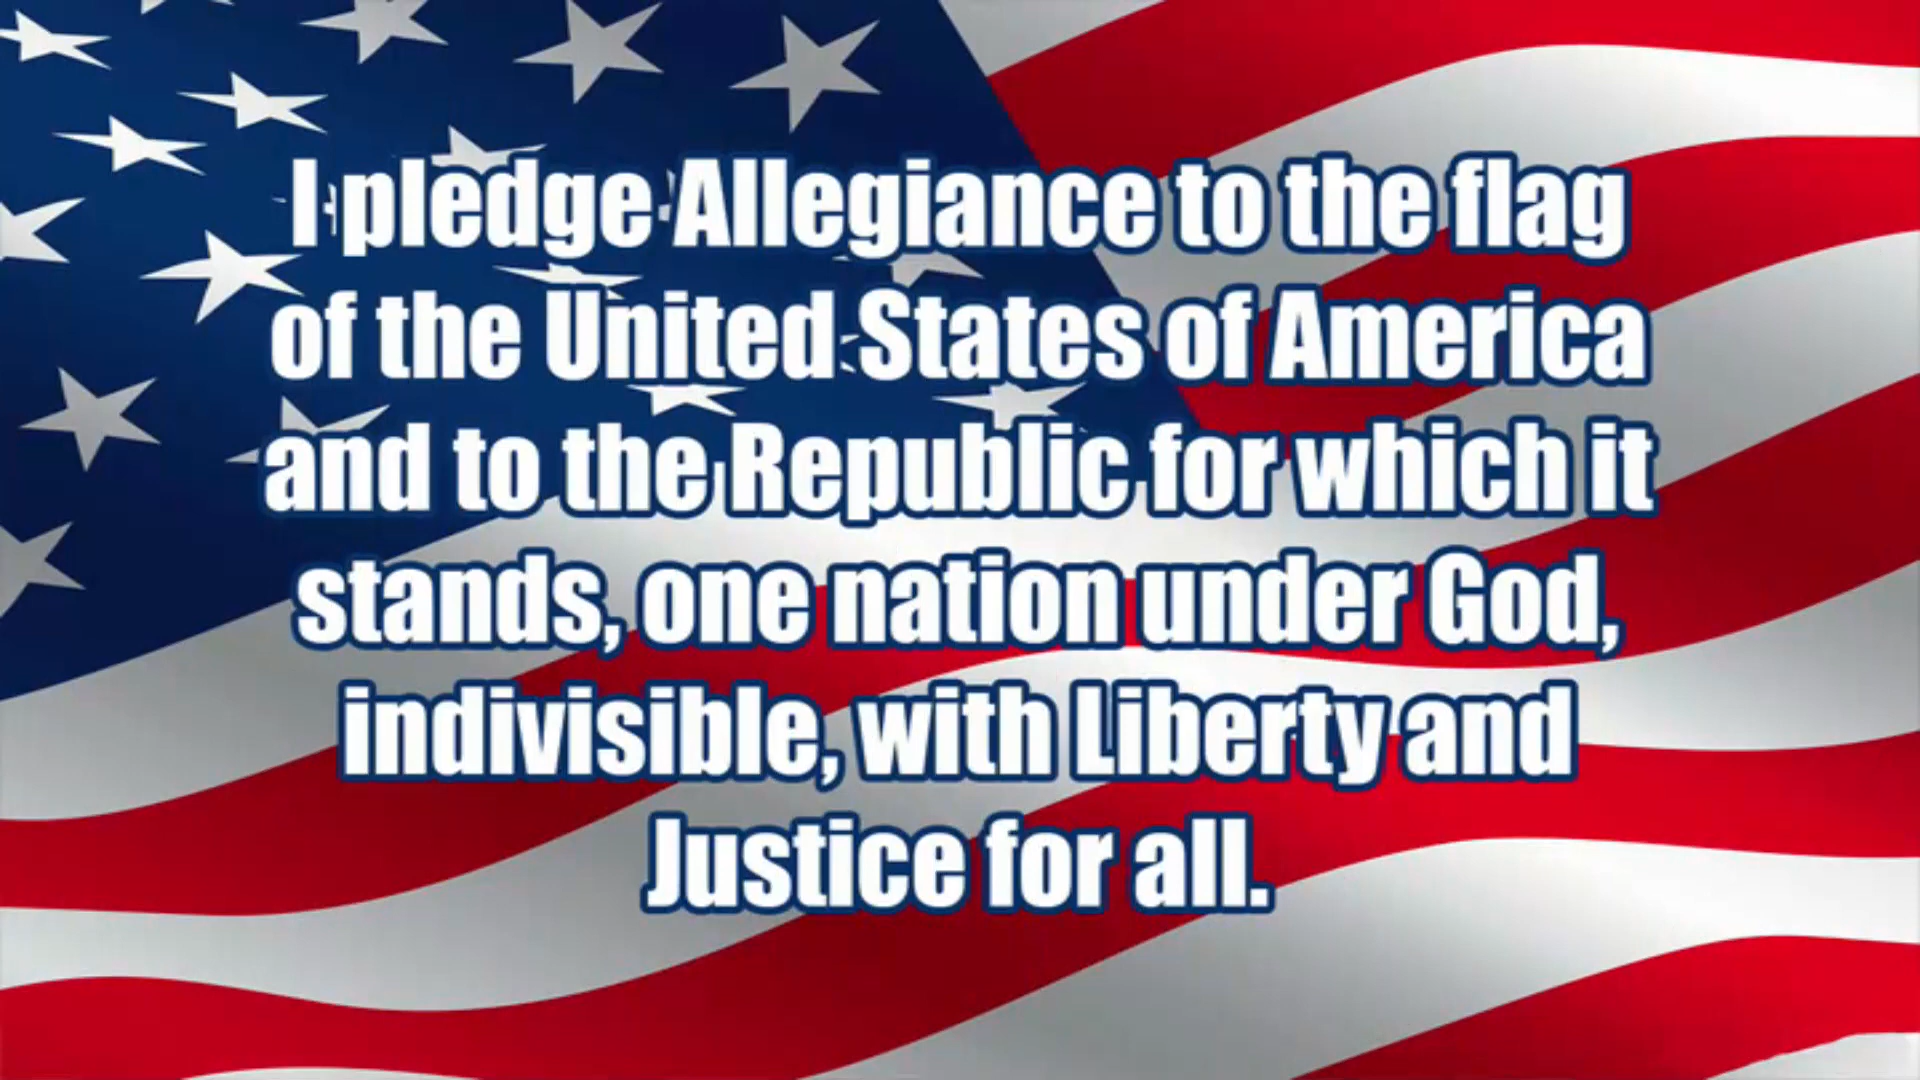 I pledge Allegiance to the flag
of the United States of America
and to the Republic for which it
stands, one nation under God,
indivisible, with Liberty and
Justice for all.